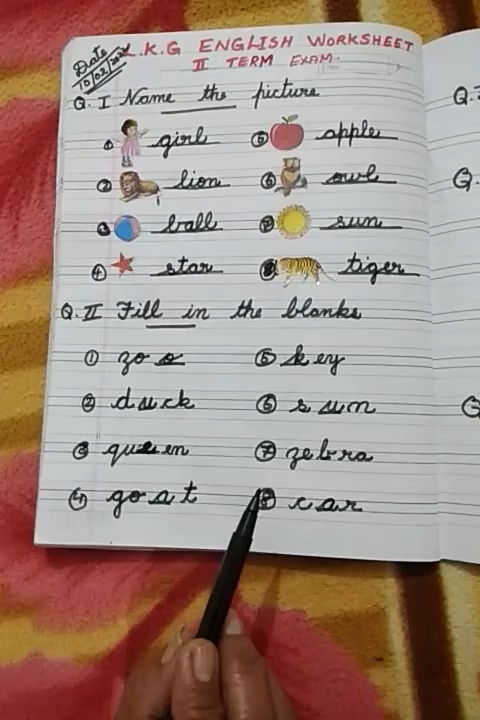 Date
10/02/2021
L.K.G ENGLISH WORKSHEET
II TERM EXAM
Q.I Name the picture
① girl ⑤ apple
② lion ⑥ owl
③ ball ⑦ sun
④ star ⑧ tiger
Q.II Fill in the blanks
① zoo ⑤ key
② duck ⑥ sum
③ queen ⑦ zebra
④ goat ⑧ car
Q.
Q.
Q